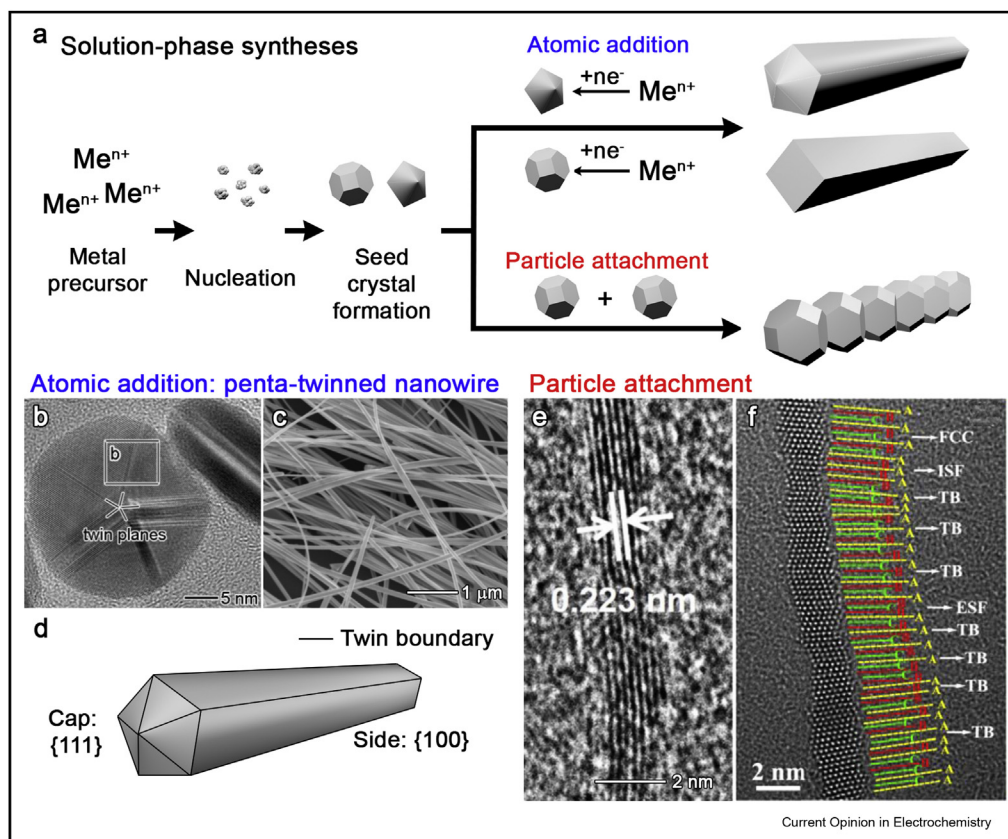 a Solution-phase syntheses
Atomic addition
+ne⁻
Meⁿ⁺
+ne⁻
Meⁿ⁺
Meⁿ⁺
Meⁿ⁺ Meⁿ⁺
Metal
precursor
Nucleation
Seed
crystal
formation
Particle attachment
+
Atomic addition: penta-twinned nanowire
Particle attachment
b
b
twin planes
5 nm
c
1 μm
d
Twin boundary
Cap:
{111}
Side: {100}
e
0.223 nm
2 nm
f
FCC
ISF
TB
TB
TB
ESF
TB
TB
TB
TB
2 nm
Current Opinion in Electrochemistry